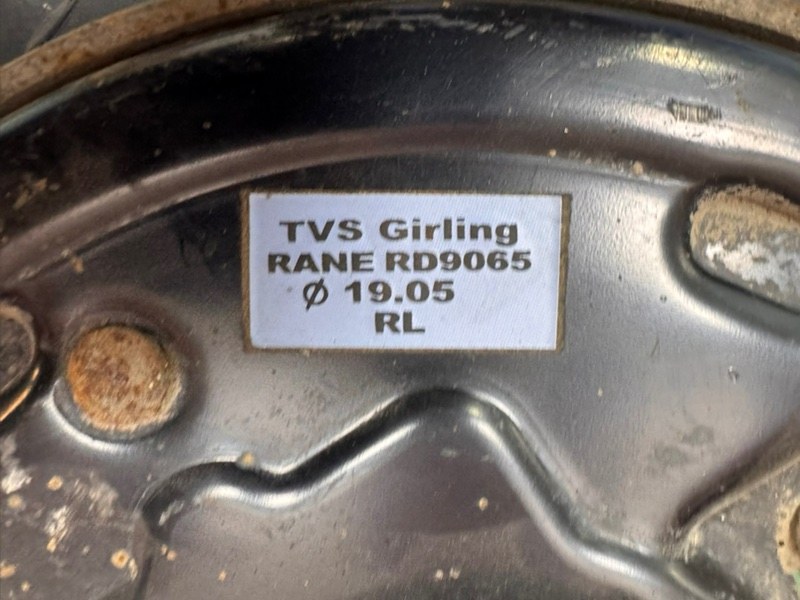 TVS Girling
RANE RD9065
Ø 19.05
RL